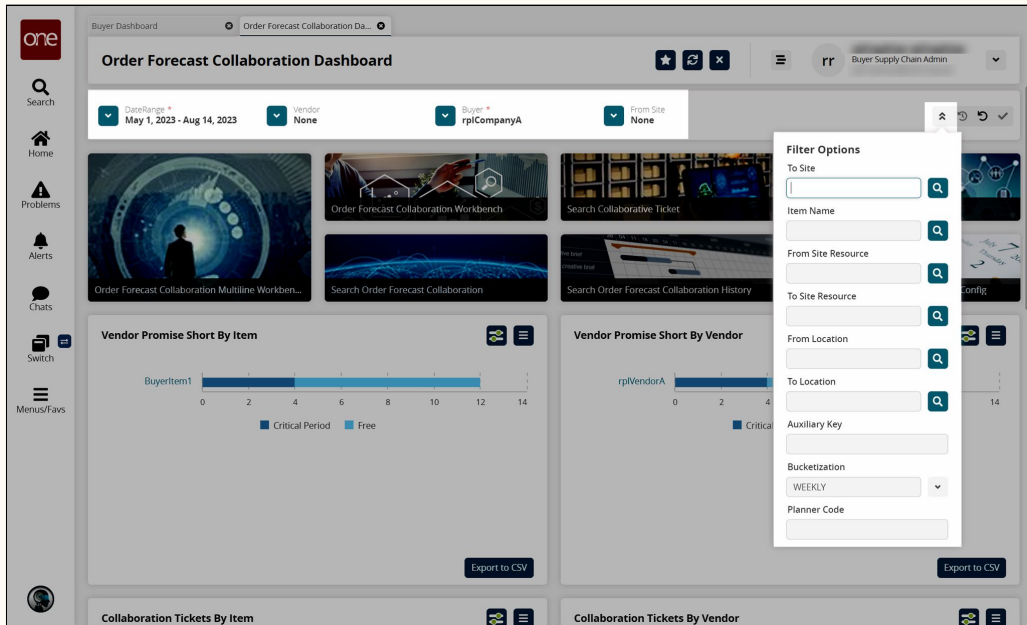 one
Buyer Dashboard
Order Forecast Collaboration Da...
Order Forecast Collaboration Dashboard
rr
Buyer Supply Chain Admin
Search
Home
Problems
Alerts
Chats
Switch
Menus/Favs
DateRange *
May 1, 2023 - Aug 14, 2023
Vendor
None
Buyer *
rplCompanyA
From Site
None
Order Forecast Collaboration Multiline Workben...
Order Forecast Collaboration Workbench
Search Order Forecast Collaboration
Search Collaborative Ticket
Search Order Forecast Collaboration History
Config
Filter Options
To Site
Item Name
From Site Resource
To Site Resource
From Location
To Location
Auxiliary Key
Bucketization
WEEKLY
Planner Code
Vendor Promise Short By Item
BuyerItem1
0 2 4 6 8 10 12 14
Critical Period Free
Export to CSV
Vendor Promise Short By Vendor
rplVendorA
0 2 4 14
Export to CSV
Collaboration Tickets By Item
Collaboration Tickets By Vendor